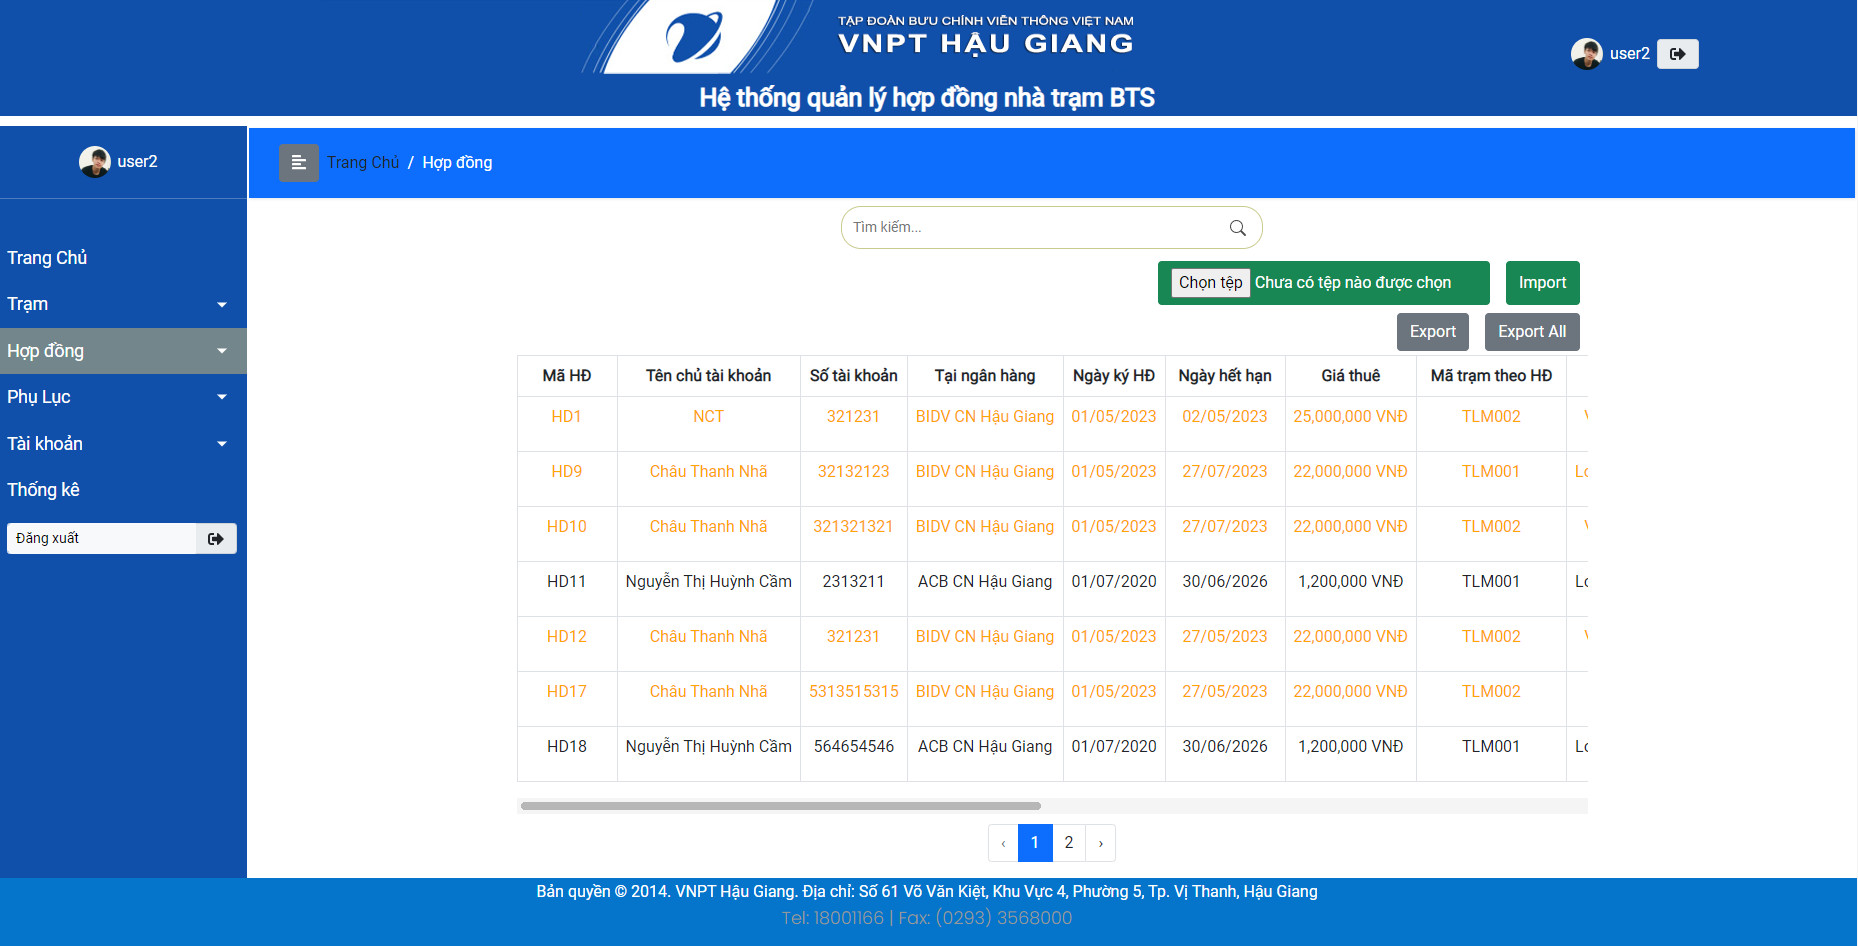 TẬP ĐOÀN BƯU CHÍNH VIỄN THÔNG VIỆT NAM
VNPT HẬU GIANG
user2
Hệ thống quản lý hợp đồng nhà trạm BTS
user2
Trang Chủ / Hợp đồng
Trang Chủ
Trạm
Hợp đồng
Phụ Lục
Tài khoản
Thống kê
Đăng xuất
Tìm kiếm...
Chọn tệp Chưa có tệp nào được chọn Import
Export Export All
Mã HĐ Tên chủ tài khoản Số tài khoản Tại ngân hàng Ngày ký HĐ Ngày hết hạn Giá thuê Mã trạm theo HĐ
HD1 NCT 321231 BIDV CN Hậu Giang 01/05/2023 02/05/2023 25,000,000 VNĐ TLM002
HD9 Châu Thanh Nhã 32132123 BIDV CN Hậu Giang 01/05/2023 27/07/2023 22,000,000 VNĐ TLM001
HD10 Châu Thanh Nhã 321321321 BIDV CN Hậu Giang 01/05/2023 27/07/2023 22,000,000 VNĐ TLM002
HD11 Nguyễn Thị Huỳnh Cầm 2313211 ACB CN Hậu Giang 01/07/2020 30/06/2026 1,200,000 VNĐ TLM001
HD12 Châu Thanh Nhã 321231 BIDV CN Hậu Giang 01/05/2023 27/05/2023 22,000,000 VNĐ TLM002
HD17 Châu Thanh Nhã 5313515315 BIDV CN Hậu Giang 01/05/2023 27/05/2023 22,000,000 VNĐ TLM002
HD18 Nguyễn Thị Huỳnh Cầm 564654546 ACB CN Hậu Giang 01/07/2020 30/06/2026 1,200,000 VNĐ TLM001
‹ 1 2 ›
Bản quyền © 2014. VNPT Hậu Giang. Địa chỉ: Số 61 Võ Văn Kiệt, Khu Vực 4, Phường 5, Tp. Vị Thanh, Hậu Giang
Tel: 18001166 | Fax: (0293) 3568000